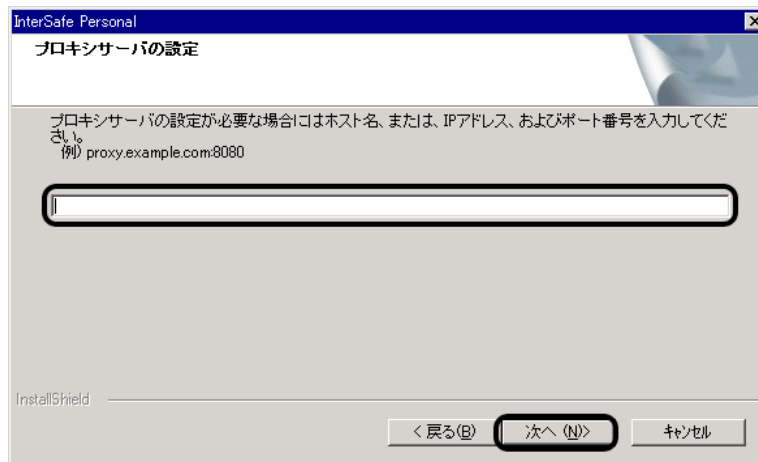 InterSafe Personal
プロキシサーバの設定
プロキシサーバの設定が必要な場合にはホスト名、または、IPアドレス、およびポート番号を入力してくだ
さい。
例) proxy.example.com:8080
InstallShield
< 戻る(B)
次へ (N)>
キャンセル